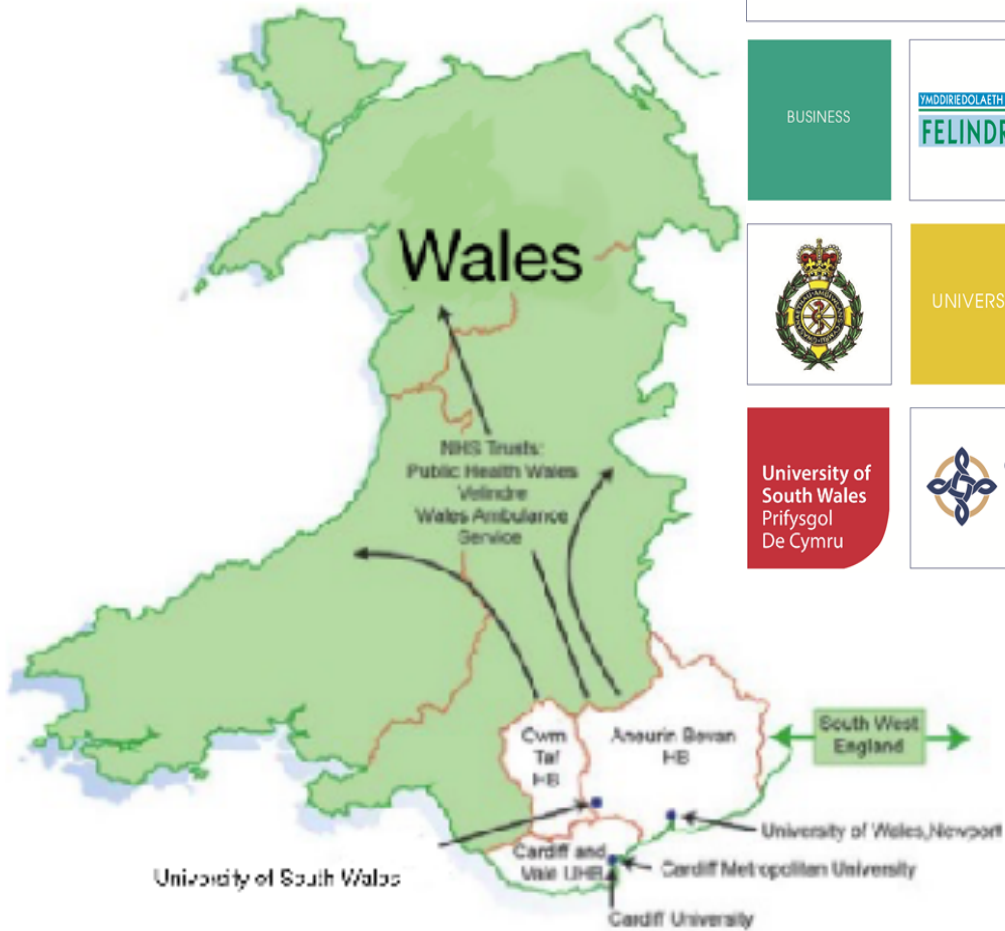 Wales
NHS Trusts:
Public Health Wales
Velindre
Wales Ambulance
Service
Cwm
Taf
HB
Aneurin Bevan
HB
South West
England
University of Wales,Newport
Cardiff and
Vale UHB
Cardiff Metropolitan University
University of South Wales
Cardiff University
BUSINESS
YMDDIRIEDOLAETH
FELINDR
UNIVERS
University of
South Wales
Prifysgol
De Cymru